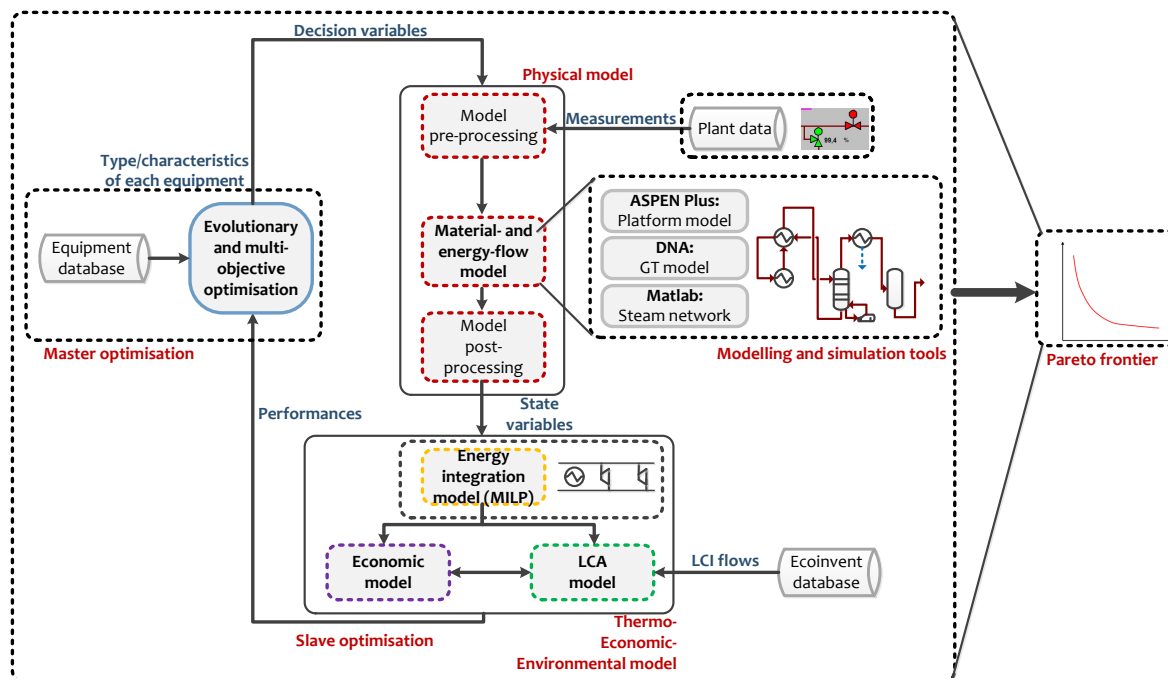 Decision variables
Physical model
Model
pre-processing
Measurements
Plant data
99,4 %
Type/characteristics
of each equipment
Equipment
database
Evolutionary
and multi-
objective
optimisation
Master optimisation
Material- and
energy-flow
model
ASPEN Plus:
Platform model
DNA:
GT model
Matlab:
Steam network
Modelling and simulation tools
Pareto frontier
Model
post-
processing
Performances
State
variables
Energy
integration
model (MILP)
Economic
model
LCA
model
LCI flows
Ecoinvent
database
Slave optimisation
Thermo-
Economic-
Environmental model